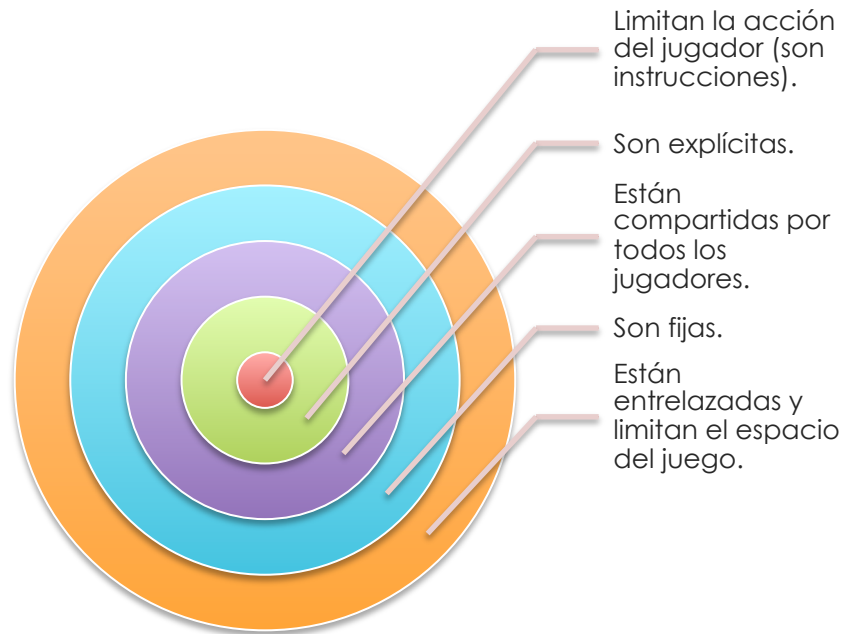 Limitan la acción
del jugador (son
instrucciones).
Son explícitas.
Están
compartidas por
todos los
jugadores.
Son fijas.
Están
entrelazadas y
limitan el espacio
del juego.